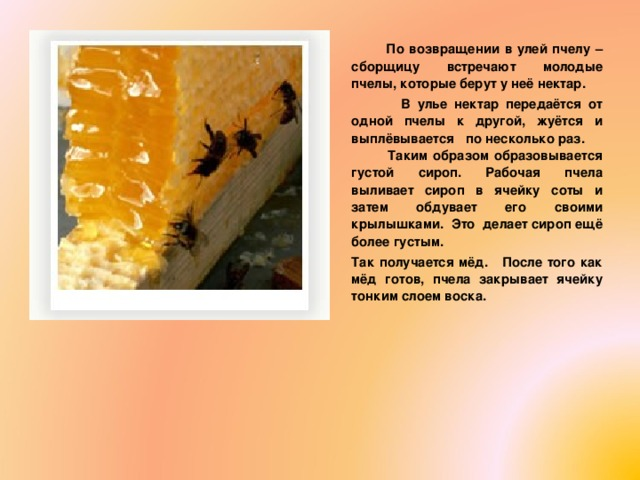 По возвращении в улей пчелу –
сборщицу встречают молодые
пчелы, которые берут у неё нектар.
В улье нектар передаётся от
одной пчелы к другой, жуётся и
выплёвывается по несколько раз.
Таким образом образовывается
густой сироп. Рабочая пчела
выливает сироп в ячейку соты и
затем обдувает его своими
крылышками. Это делает сироп ещё
более густым.
Так получается мёд. После того как
мёд готов, пчела закрывает ячейку
тонким слоем воска.